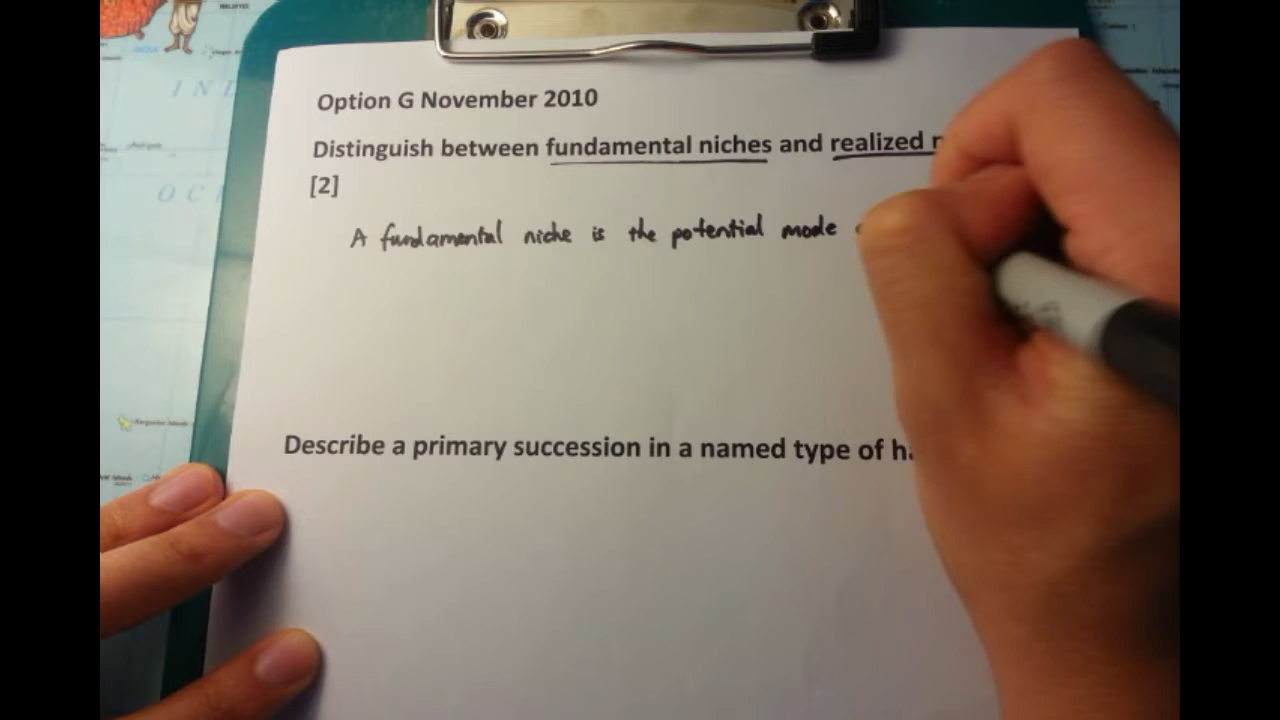 Option G November 2010
Distinguish between fundamental niches and realized
[2]
A fundamental niche is the potential mode
Describe a primary succession in a named type of